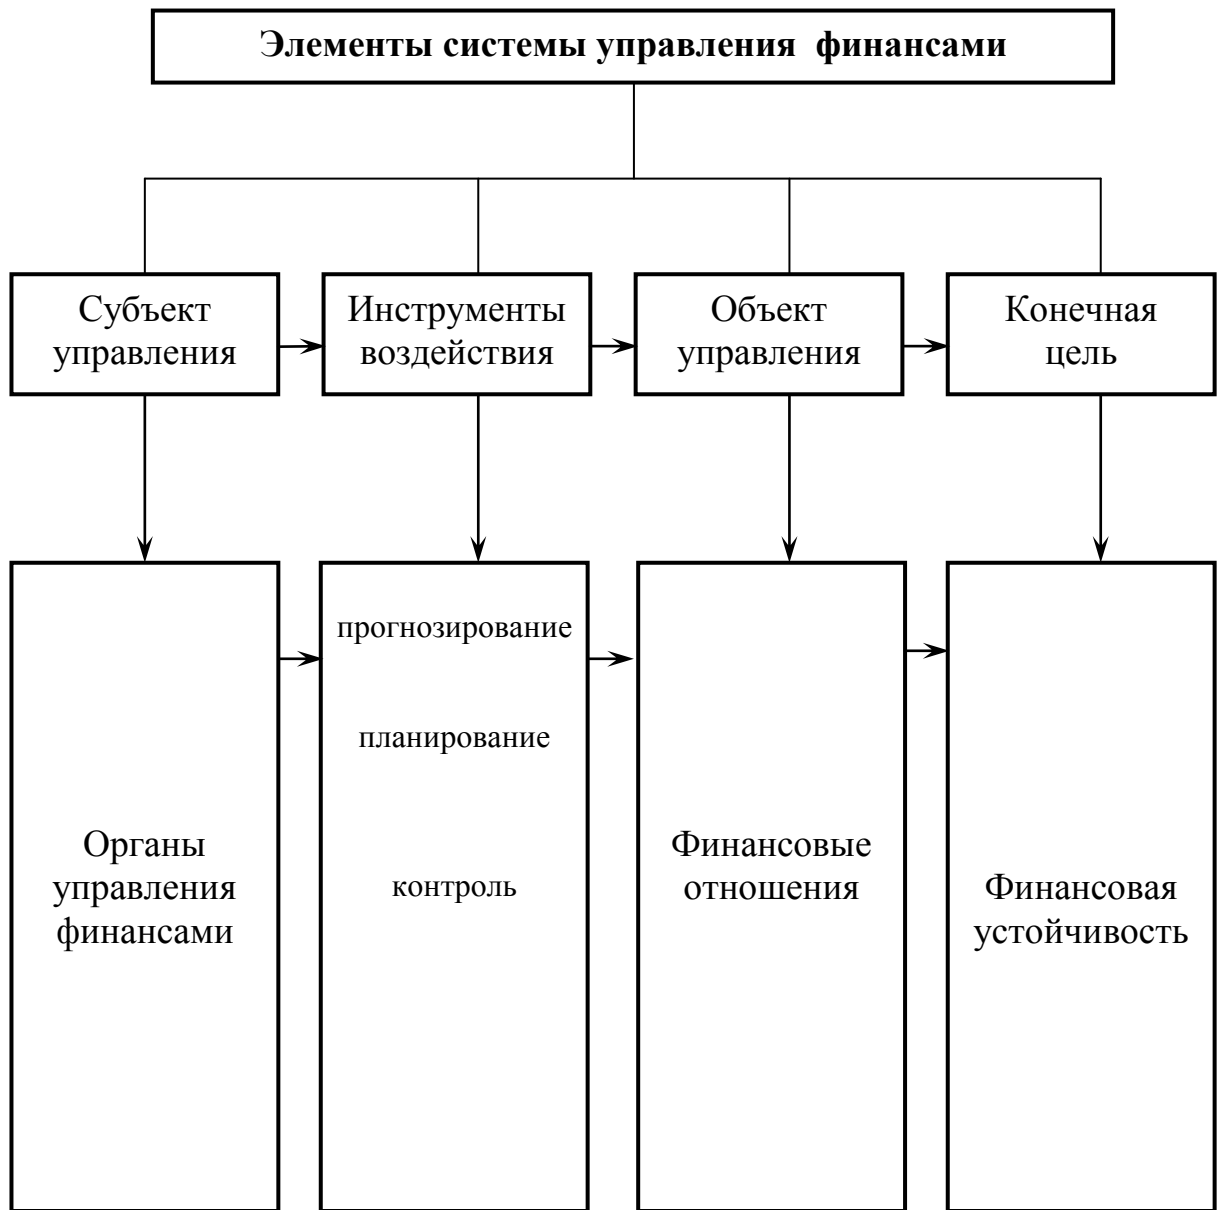 Элементы системы управления финансами
Субъект
управления
Инструменты
воздействия
Объект
управления
Конечная
цель
Органы
управления
финансами
прогнозирование
планирование
контроль
Финансовые
отношения
Финансовая
устойчивость